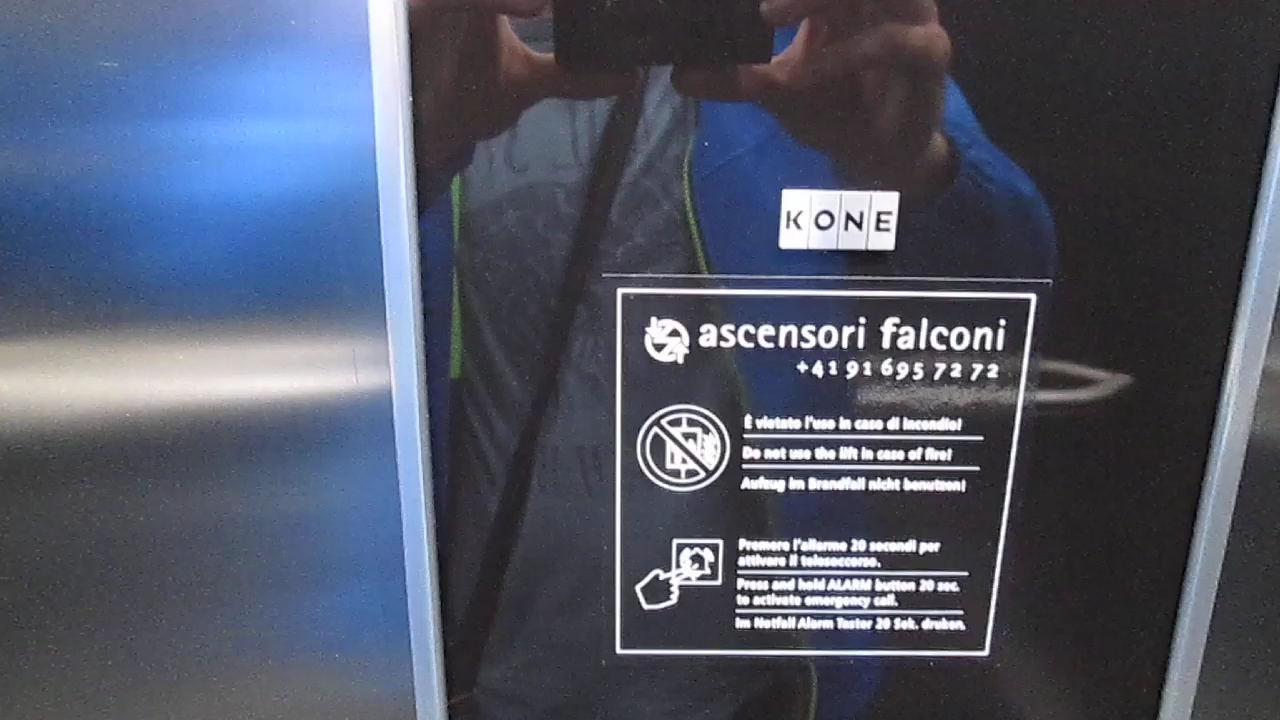 KONE
ascensori falconi
+41 91 695 72 72
È vietato l'uso in caso di incendio!
Do not use the lift in case of fire!
Aufzug im Brandfall nicht benutzen!
Premere l'allarme 20 secondi per
attivare il telesoccorso.
Press and hold ALARM button 20 sec.
to activate emergency call.
Im Notfall Alarm Taster 20 Sek. drüken.